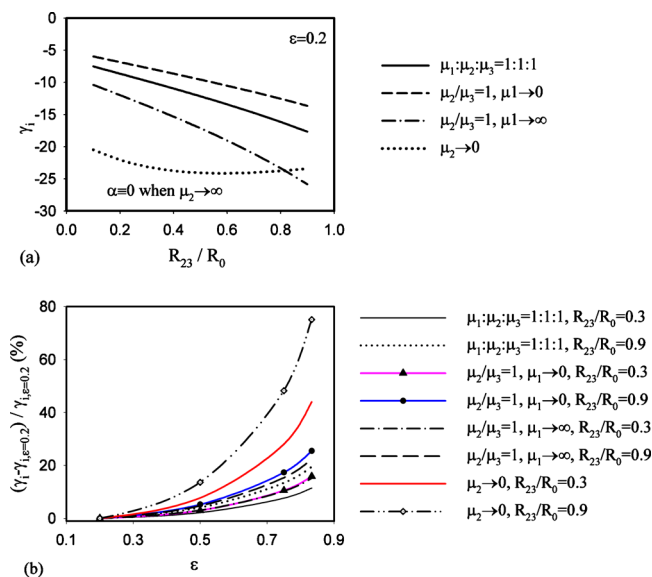 0
-5
-10
-15
-20
-25
-30
γi
ε=0.2
α≡0 when μ2→∞
0.0 0.2 0.4 0.6 0.8 1.0
R23 / R0
(a)
μ1:μ2:μ3=1:1:1
μ2/μ3=1, μ1→0
μ2/μ3=1, μ1→∞
μ2→0
80
60
40
20
0
(γi-γi,ε=0.2) / γi,ε=0.2 (%)
0.1 0.3 0.5 0.7 0.9
ε
(b)
μ1:μ2:μ3=1:1:1, R23/R0=0.3
μ1:μ2:μ3=1:1:1, R23/R0=0.9
μ2/μ3=1, μ1→0, R23/R0=0.3
μ2/μ3=1, μ1→0, R23/R0=0.9
μ2/μ3=1, μ1→∞, R23/R0=0.3
μ2/μ3=1, μ1→∞, R23/R0=0.9
μ2→0, R23/R0=0.3
μ2→0, R23/R0=0.9